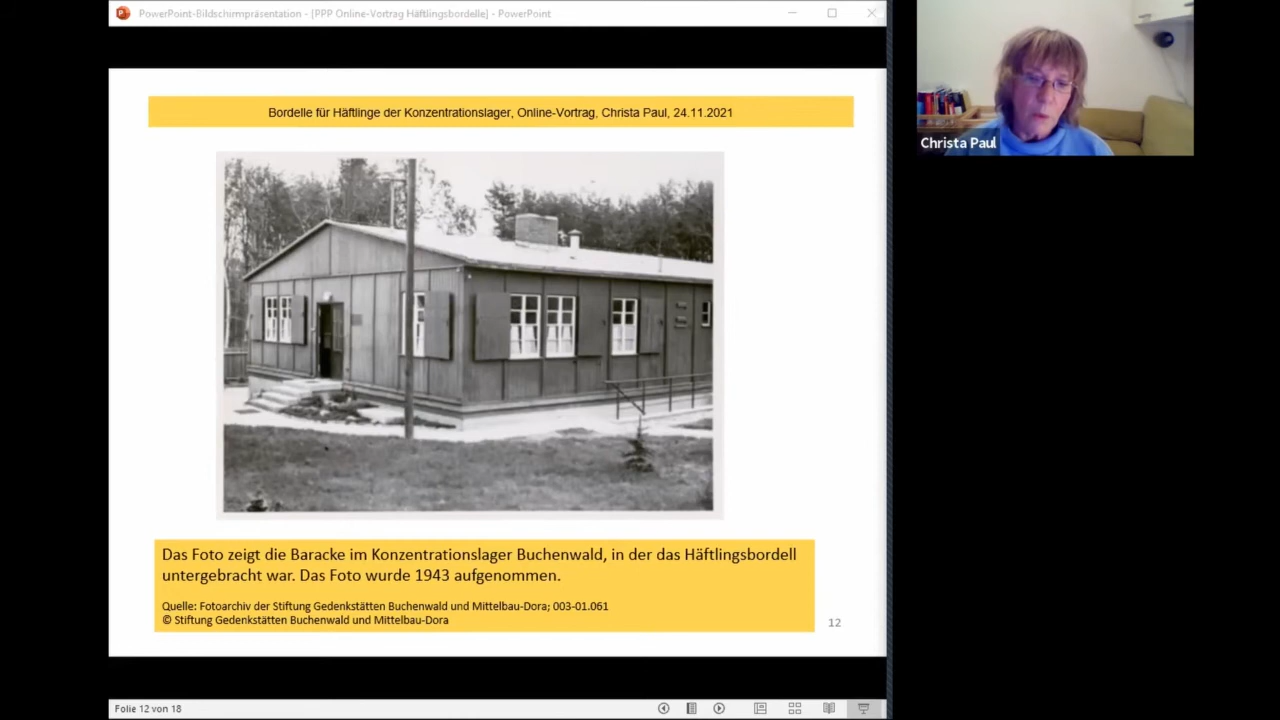 PowerPoint-Bildschirmpräsentation - [PPP Online-Vortrag Häftlingsbordelle] - PowerPoint
Bordelle für Häftlinge der Konzentrationslager, Online-Vortrag, Christa Paul, 24.11.2021
Christa Paul
Das Foto zeigt die Baracke im Konzentrationslager Buchenwald, in der das Häftlingsbordell
untergebracht war. Das Foto wurde 1943 aufgenommen.
Quelle: Fotoarchiv der Stiftung Gedenkstätten Buchenwald und Mittelbau-Dora; 003-01.061
© Stiftung Gedenkstätten Buchenwald und Mittelbau-Dora
12
Folie 12 von 18